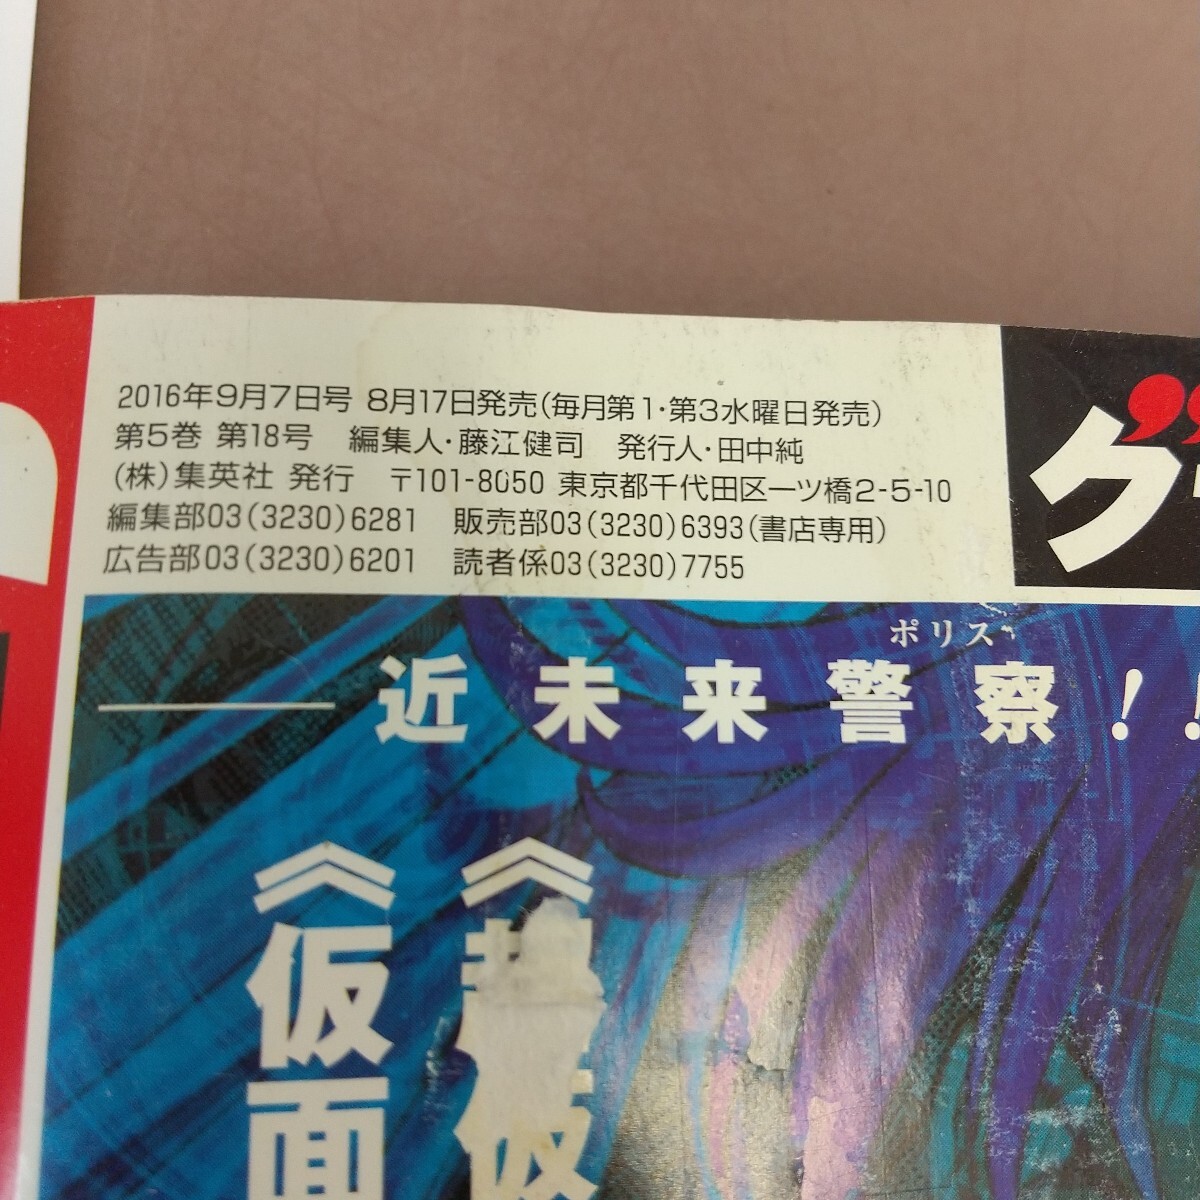 2016年9月7日号 8月17日発売(毎月第1・第3水曜日発売)
第5巻 第18号 編集人・藤江健司 発行人・田中純
(株)集英社 発行 〒101-8050 東京都千代田区一ツ橋2-5-10
編集部03(3230)6281 販売部03(3230)6393(書店専用)
広告部03(3230)6201 読者係03(3230)7755
グ
ポリス
近未来警察!!
《仮
《仮面